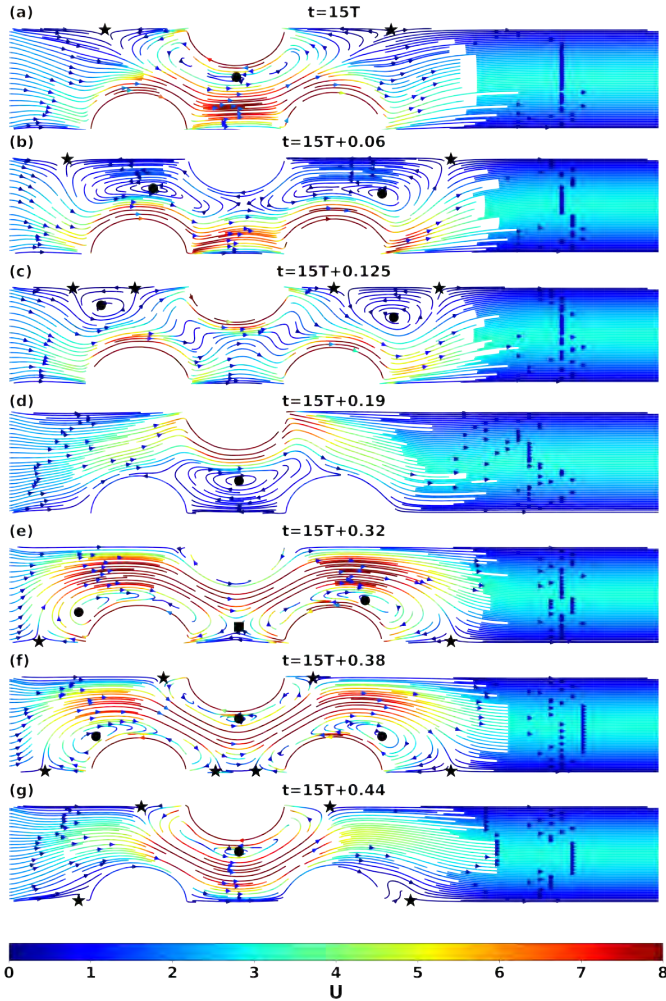 (a) t=15T
(b) t=15T+0.06
(c) t=15T+0.125
(d) t=15T+0.19
(e) t=15T+0.32
(f) t=15T+0.38
(g) t=15T+0.44
0 1 2 3 4 5 6 7 8
U